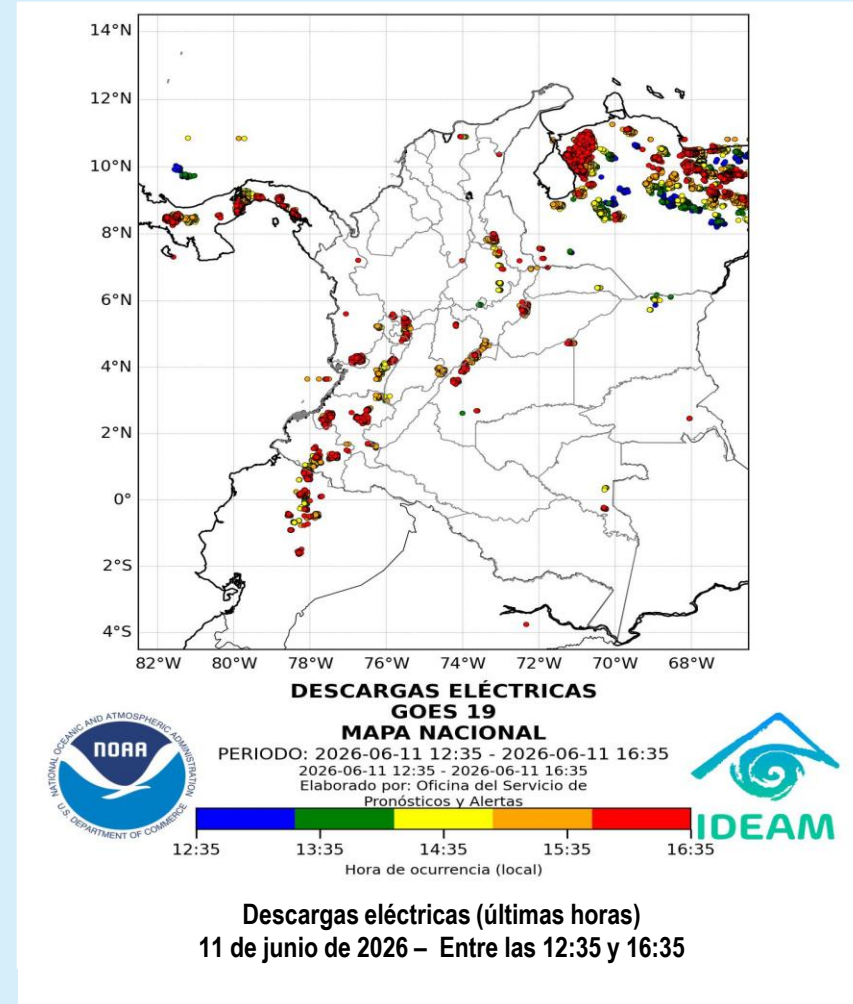 14°N
12°N
10°N
8°N
6°N
4°N
2°N
0°
2°S
4°S
82°W 80°W 78°W 76°W 74°W 72°W 70°W 68°W
DESCARGAS ELÉCTRICAS
GOES 19
MAPA NACIONAL
PERIODO: 2026-06-11 12:35 - 2026-06-11 16:35
2026-06-11 12:35 - 2026-06-11 16:35
Elaborado por: Oficina del Servicio de
Pronósticos y Alertas
NATIONAL OCEANIC AND ATMOSPHERIC ADMINISTRATION
NOAA
U.S. DEPARTMENT OF COMMERCE
IDEAM
12:35 13:35 14:35 15:35 16:35
Hora de ocurrencia (local)
Descargas eléctricas (últimas horas)
11 de junio de 2026 – Entre las 12:35 y 16:35